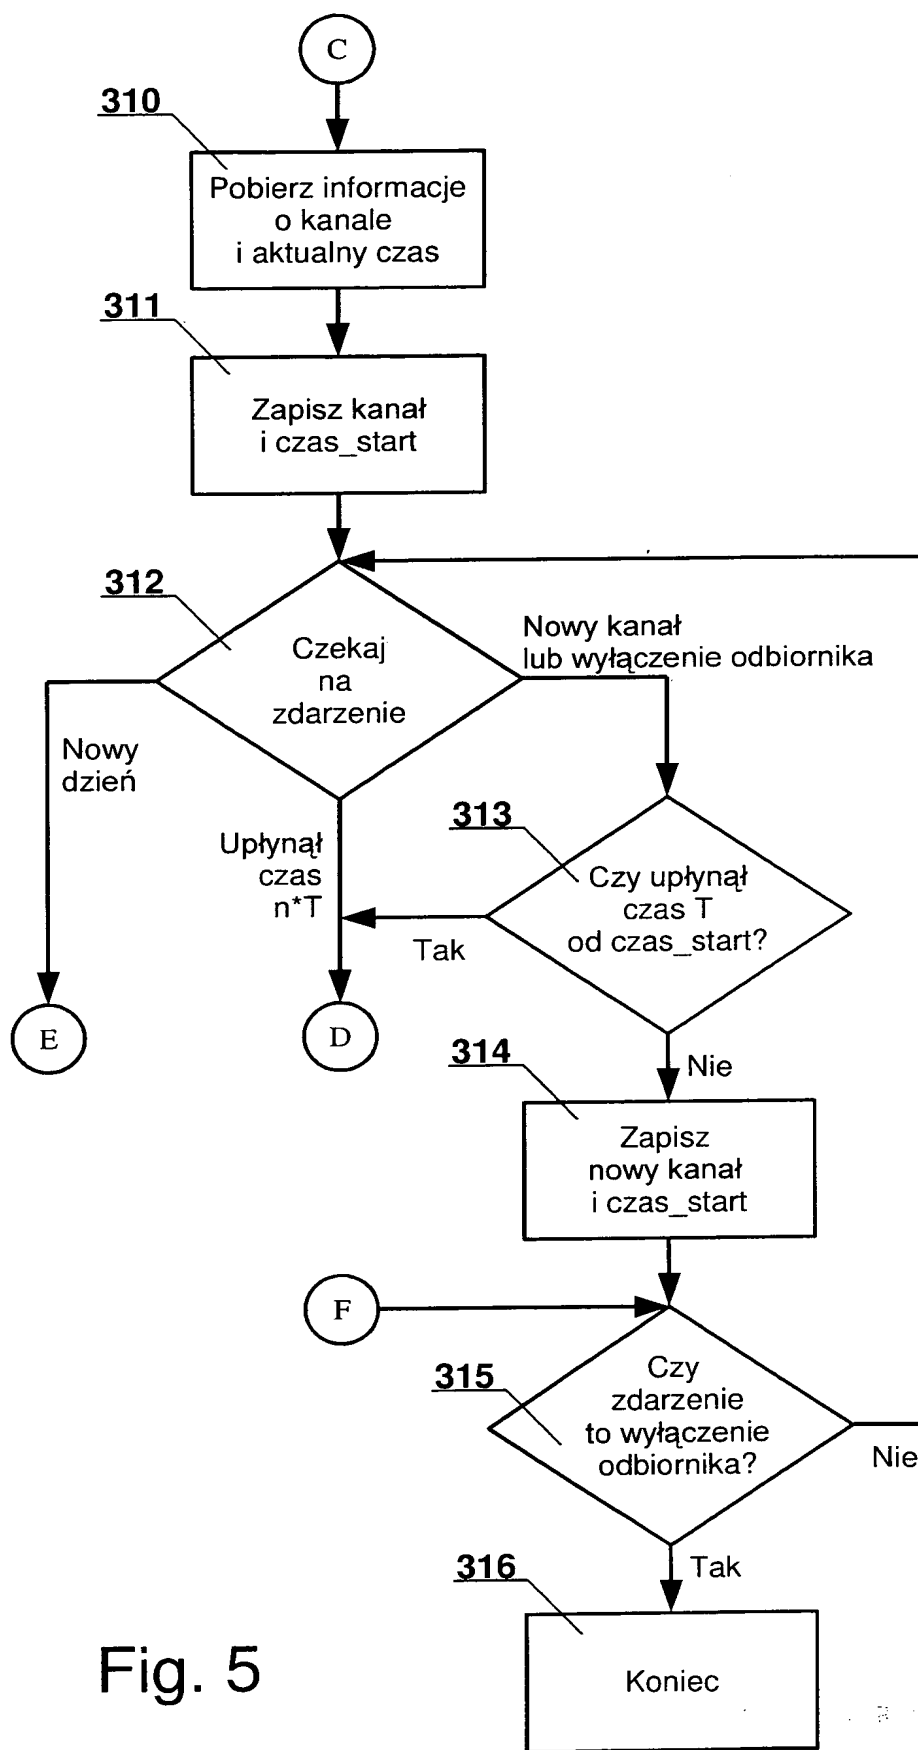 C
310
Pobierz informacje
o kanale
i aktualny czas
311
Zapisz kanał
i czas_start
312
Czekaj
na
zdarzenie
Nowy kanał
lub wyłączenie odbiornika
Nowy
dzień
Upłynął
czas
n*T
313
Czy upłynął
czas T
od czas_start?
Tak
E
D
314
Nie
Zapisz
nowy kanał
i czas_start
F
315
Czy
zdarzenie
to wyłączenie
odbiornika?
Nie
316
Tak
Koniec
Fig. 5